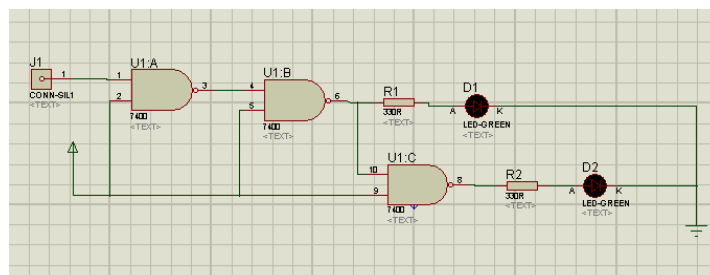 J1
1
CONN-SIL1
<TEXT>
U1:A
1
2
3
7400
<TEXT>
U1:B
4
5
6
7400
<TEXT>
R1
330R
<TEXT>
D1
A
K
LED-GREEN
<TEXT>
U1:C
10
9
8
7400
<TEXT>
R2
330R
<TEXT>
D2
A
K
LED-GREEN
<TEXT>